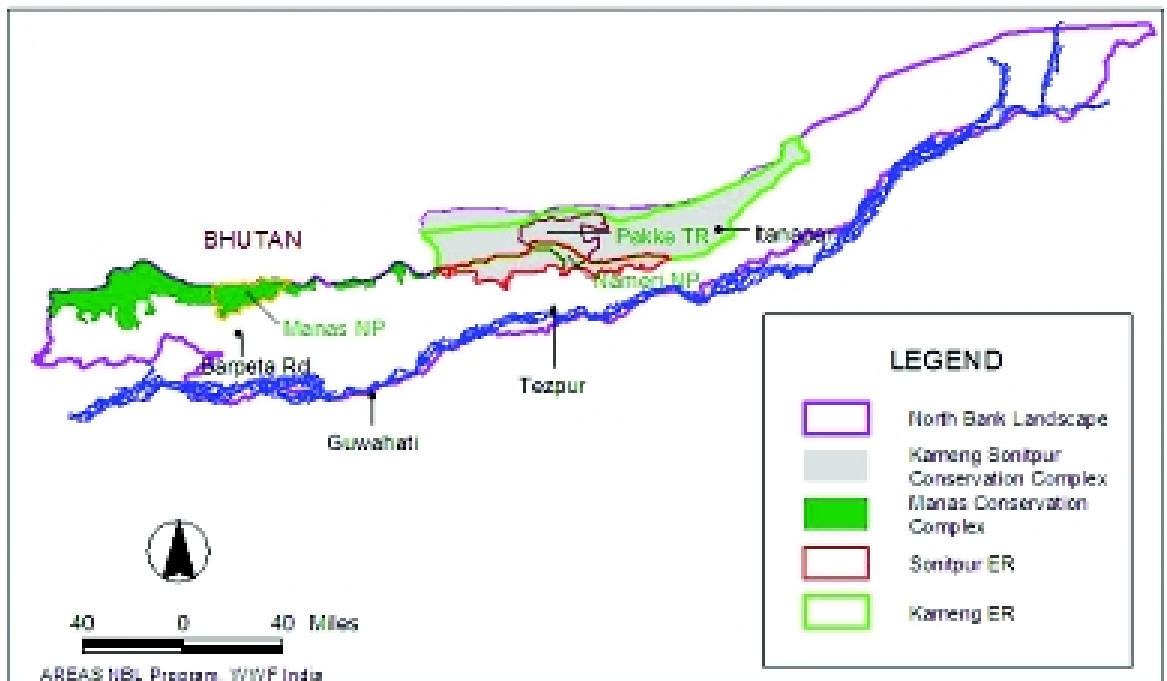 BHUTAN
Pakke TR
Itanagar
Nameri NP
Manas NP
Barpeta Rd
Tezpur
Guwahati
LEGEND
North Bank Landscape
Kameng Sonitpur
Conservation Complex
Manas Conservation
Complex
Sonitpur ER
Kameng ER
40 0 40 Miles
AREAS NBL Program, WWF India